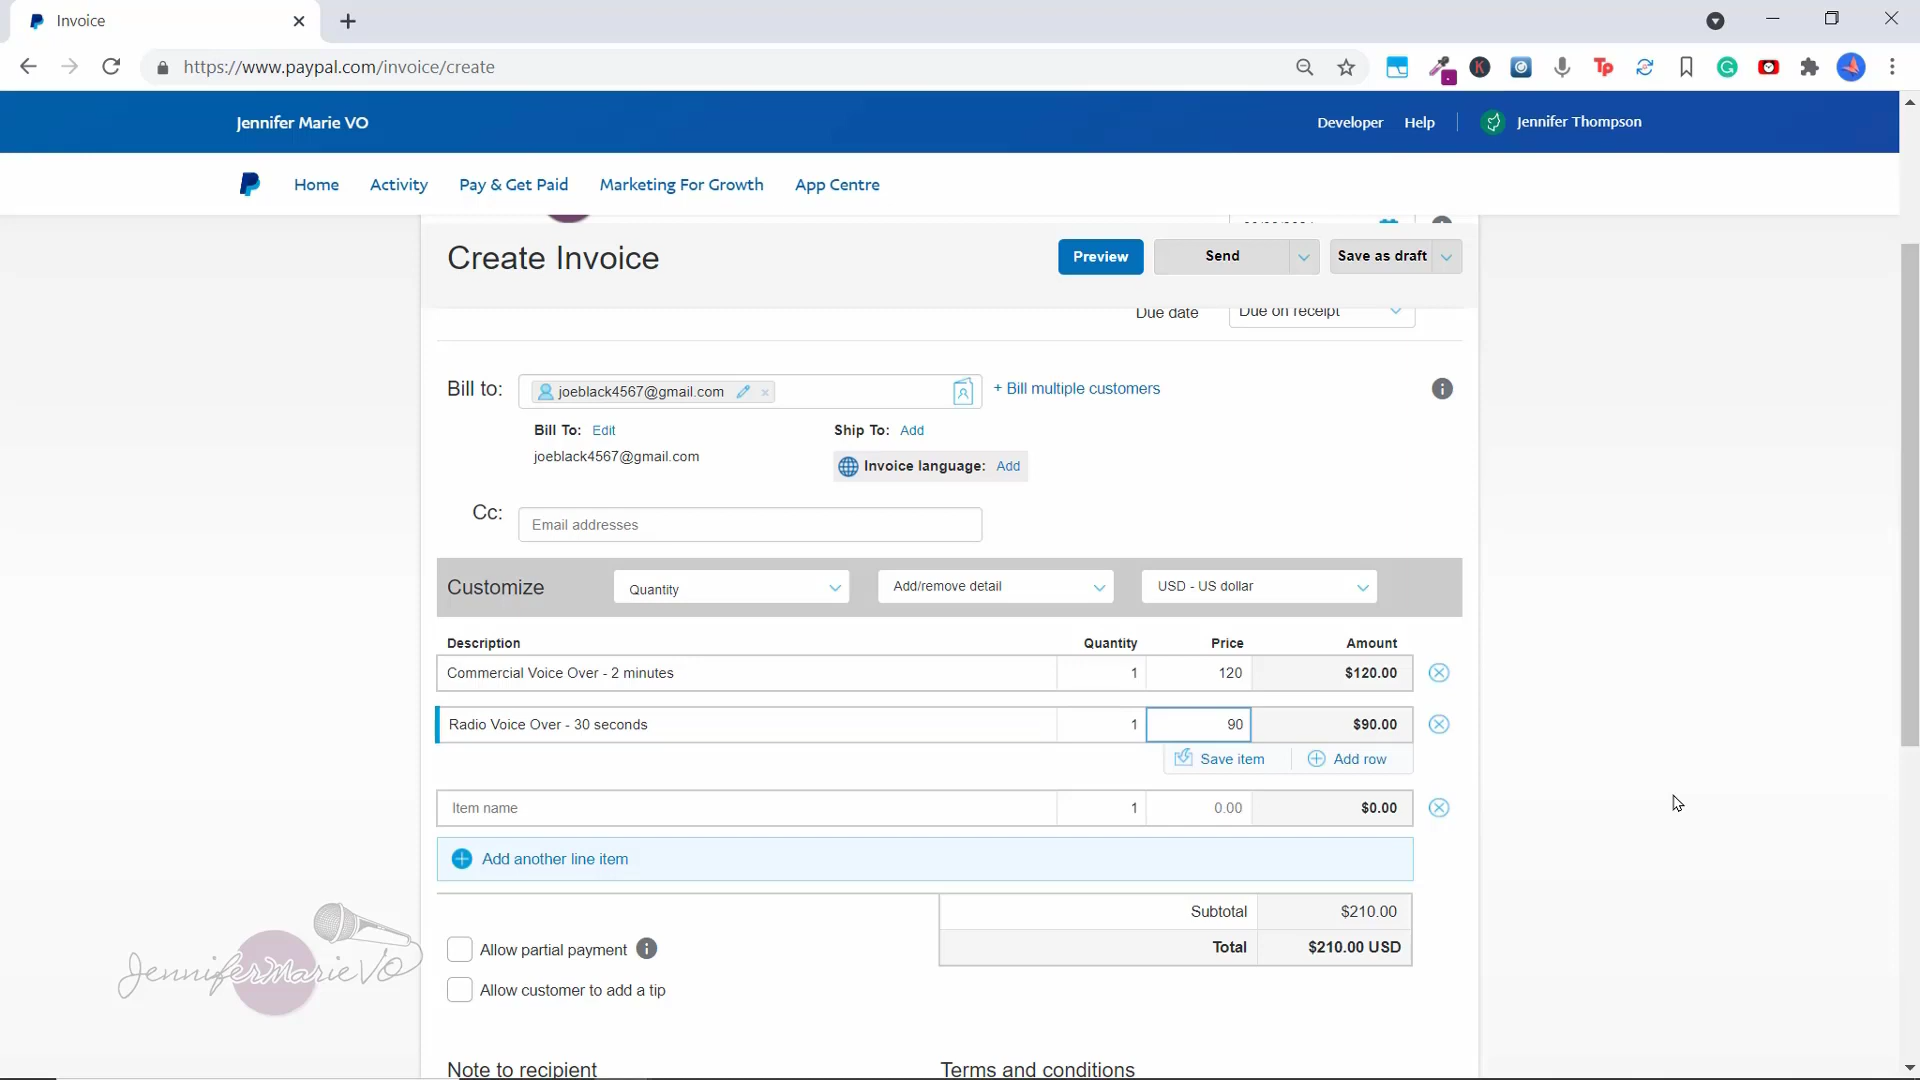 Invoice
https://www.paypal.com/invoice/create
Jennifer Marie VO
Developer Help Jennifer Thompson
Home Activity Pay & Get Paid Marketing For Growth App Centre
Create Invoice Preview Send Save as draft
Due date Due on receipt
Bill to: joeblack4567@gmail.com + Bill multiple customers
Bill To: Edit Ship To: Add
joeblack4567@gmail.com Invoice language: Add
Cc: Email addresses
Customize Quantity Add/remove detail USD - US dollar
Description Quantity Price Amount
Commercial Voice Over - 2 minutes 1 120 $120.00
Radio Voice Over - 30 seconds 1 90 $90.00
Save item Add row
Item name 1 0.00 $0.00
Add another line item
Subtotal $210.00
Total $210.00 USD
Allow partial payment
Allow customer to add a tip
JenniferMarieVO
Note to recipient Terms and conditions